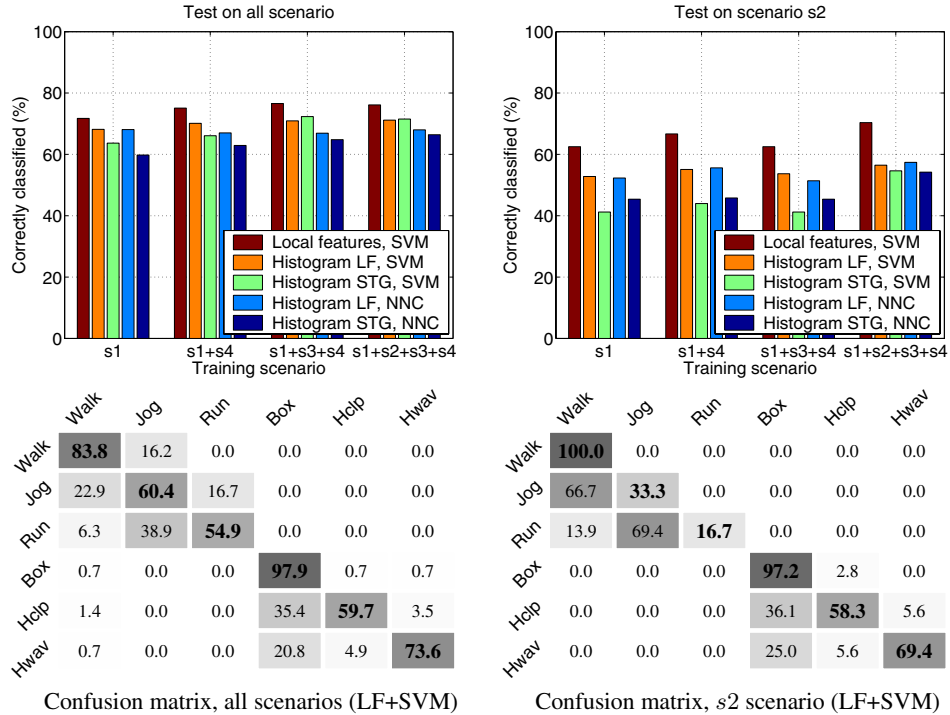 Test on all scenario
100
80
60
40
20
0
Correctly classified (%)
Local features, SVM
Histogram LF, SVM
Histogram STG, SVM
Histogram LF, NNC
Histogram STG, NNC
s1 s1+s4 s1+s3+s4 s1+s2+s3+s4
Training scenario
Test on scenario s2
100
80
60
40
20
0
Correctly classified (%)
Local features, SVM
Histogram LF, SVM
Histogram STG, SVM
Histogram LF, NNC
Histogram STG, NNC
s1 s1+s4 s1+s3+s4 s1+s2+s3+s4
Training scenario
Walk Jog Run Box Hclp Hwav
Walk 83.8 16.2 0.0 0.0 0.0 0.0
Jog 22.9 60.4 16.7 0.0 0.0 0.0
Run 6.3 38.9 54.9 0.0 0.0 0.0
Box 0.7 0.0 0.0 97.9 0.7 0.7
Hclp 1.4 0.0 0.0 35.4 59.7 3.5
Hwav 0.7 0.0 0.0 20.8 4.9 73.6
Confusion matrix, all scenarios (LF+SVM)
Walk Jog Run Box Hclp Hwav
Walk 100.0 0.0 0.0 0.0 0.0 0.0
Jog 66.7 33.3 0.0 0.0 0.0 0.0
Run 13.9 69.4 16.7 0.0 0.0 0.0
Box 0.0 0.0 0.0 97.2 2.8 0.0
Hclp 0.0 0.0 0.0 36.1 58.3 5.6
Hwav 0.0 0.0 0.0 25.0 5.6 69.4
Confusion matrix, s2 scenario (LF+SVM)